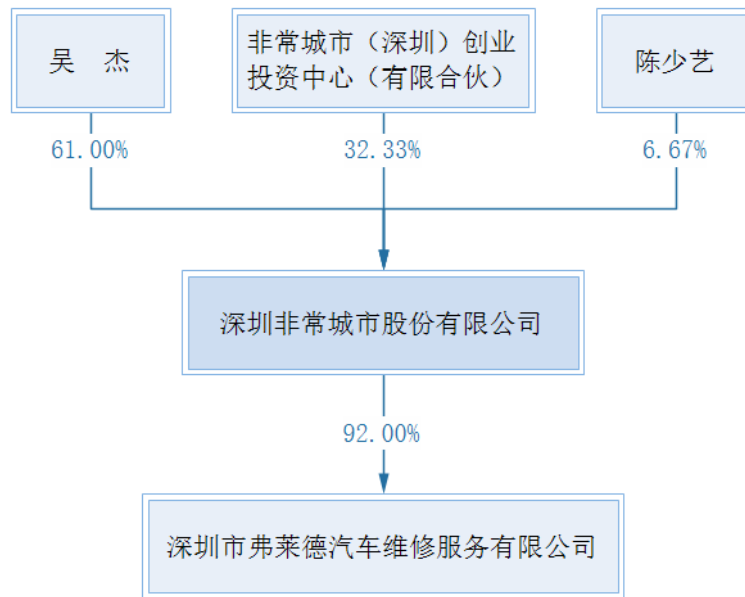 吴 杰
非常城市（深圳）创业
投资中心（有限合伙）
陈少艺
61.00%
32.33%
6.67%
深圳非常城市股份有限公司
92.00%
深圳市弗莱德汽车维修服务有限公司